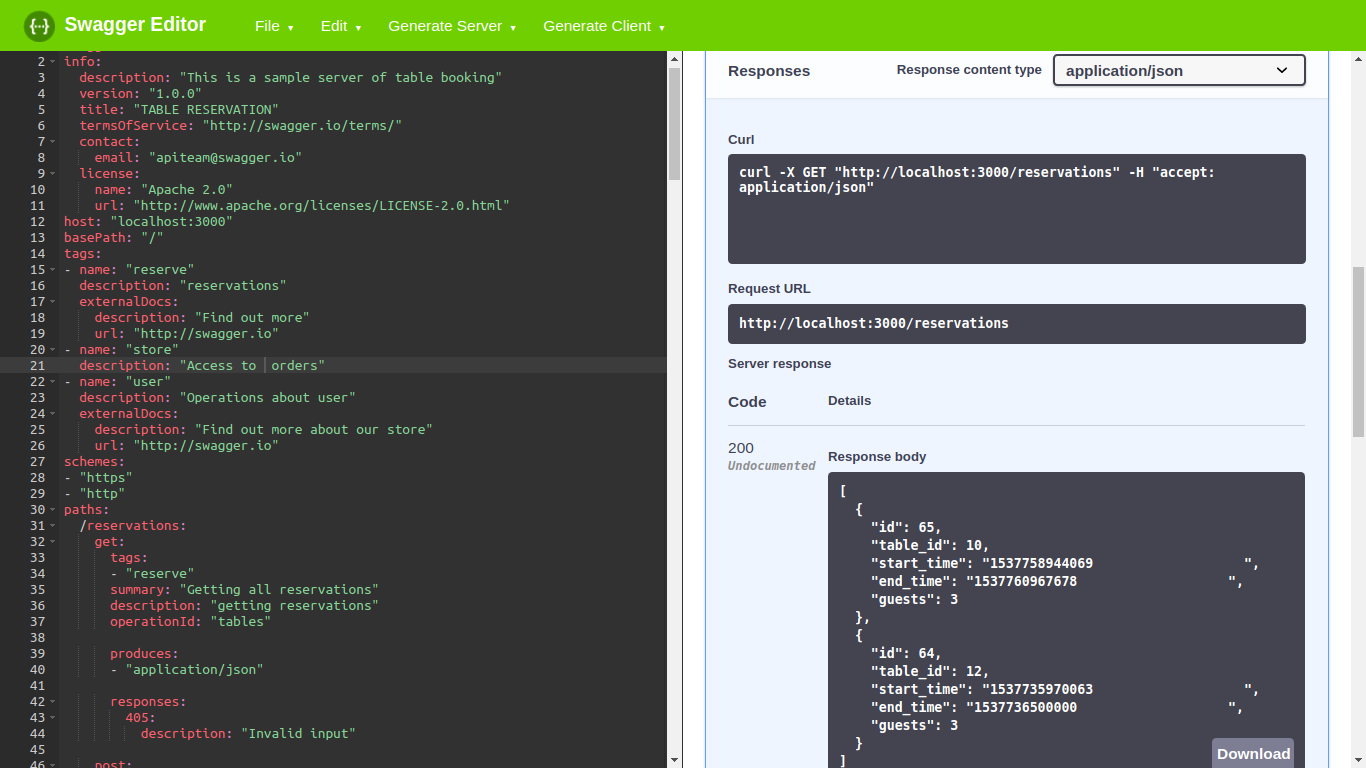 Swagger Editor
File
Edit
Generate Server
Generate Client
2 info:
3 description: "This is a sample server of table booking"
4 version: "1.0.0"
5 title: "TABLE RESERVATION"
6 termsOfService: "http://swagger.io/terms/"
7 contact:
8 email: "apiteam@swagger.io"
9 license:
10 name: "Apache 2.0"
11 url: "http://www.apache.org/licenses/LICENSE-2.0.html"
12 host: "localhost:3000"
13 basePath: "/"
14 tags:
15 - name: "reserve"
16 description: "reservations"
17 externalDocs:
18 description: "Find out more"
19 url: "http://swagger.io"
20 - name: "store"
21 description: "Access to  orders"
22 - name: "user"
23 description: "Operations about user"
24 externalDocs:
25 description: "Find out more about our store"
26 url: "http://swagger.io"
27 schemes:
28 - "https"
29 - "http"
30 paths:
31 /reservations:
32 get:
33 tags:
34 - "reserve"
35 summary: "Getting all reservations"
36 description: "getting reservations"
37 operationId: "tables"
38
39 produces:
40 - "application/json"
41
42 responses:
43 405:
44 description: "Invalid input"
45
46 post:
Responses
Response content type
application/json
Curl
curl -X GET "http://localhost:3000/reservations" -H "accept:
application/json"
Request URL
http://localhost:3000/reservations
Server response
Code
Details
200
Undocumented
Response body
[
{
"id": 65,
"table_id": 10,
"start_time": "1537758944069                   ",
"end_time": "1537760967678                   ",
"guests": 3
},
{
"id": 64,
"table_id": 12,
"start_time": "1537735970063                   ",
"end_time": "1537736500000                   ",
"guests": 3
}
]
Download